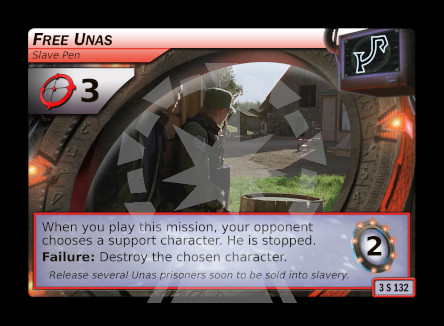 FREE UNAS
Slave Pen
3
When you play this mission, your opponent
chooses a support character. He is stopped.
Failure: Destroy the chosen character.
Release several Unas prisoners soon to be sold into slavery.
2
3 S 132